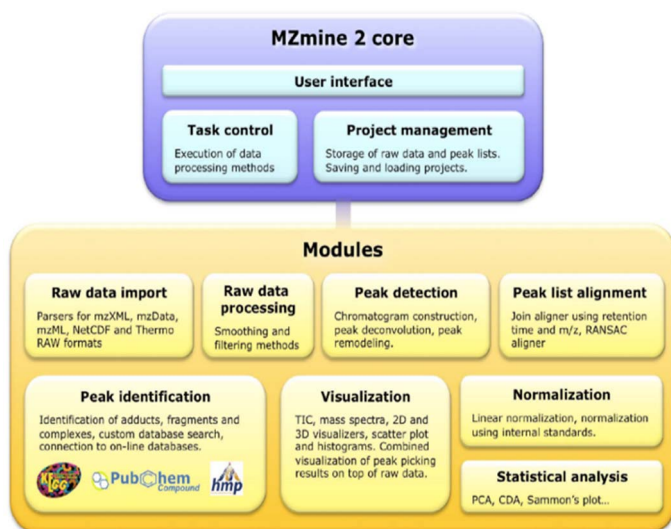 MZmine 2 core
User interface
Task control
Execution of data
processing methods
Project management
Storage of raw data and peak lists.
Saving and loading projects.
Modules
Raw data import
Parsers for mzXML, mzData,
mzML, NetCDF and Thermo
RAW formats
Raw data
processing
Smoothing and
filtering methods
Peak detection
Chromatogram construction,
peak deconvolution, peak
remodeling.
Peak list alignment
Join aligner using retention
time and m/z, RANSAC
aligner
Peak identification
Identification of adducts, fragments and
complexes, custom database search,
connection to on-line databases.
KEGG
PubChem
Compound
hmp
Visualization
TIC, mass spectra, 2D and
3D visualizers, scatter plot
and histograms. Combined
visualization of peak picking
results on top of raw data.
Normalization
Linear normalization, normalization
using internal standards.
Statistical analysis
PCA, CDA, Sammon's plot...